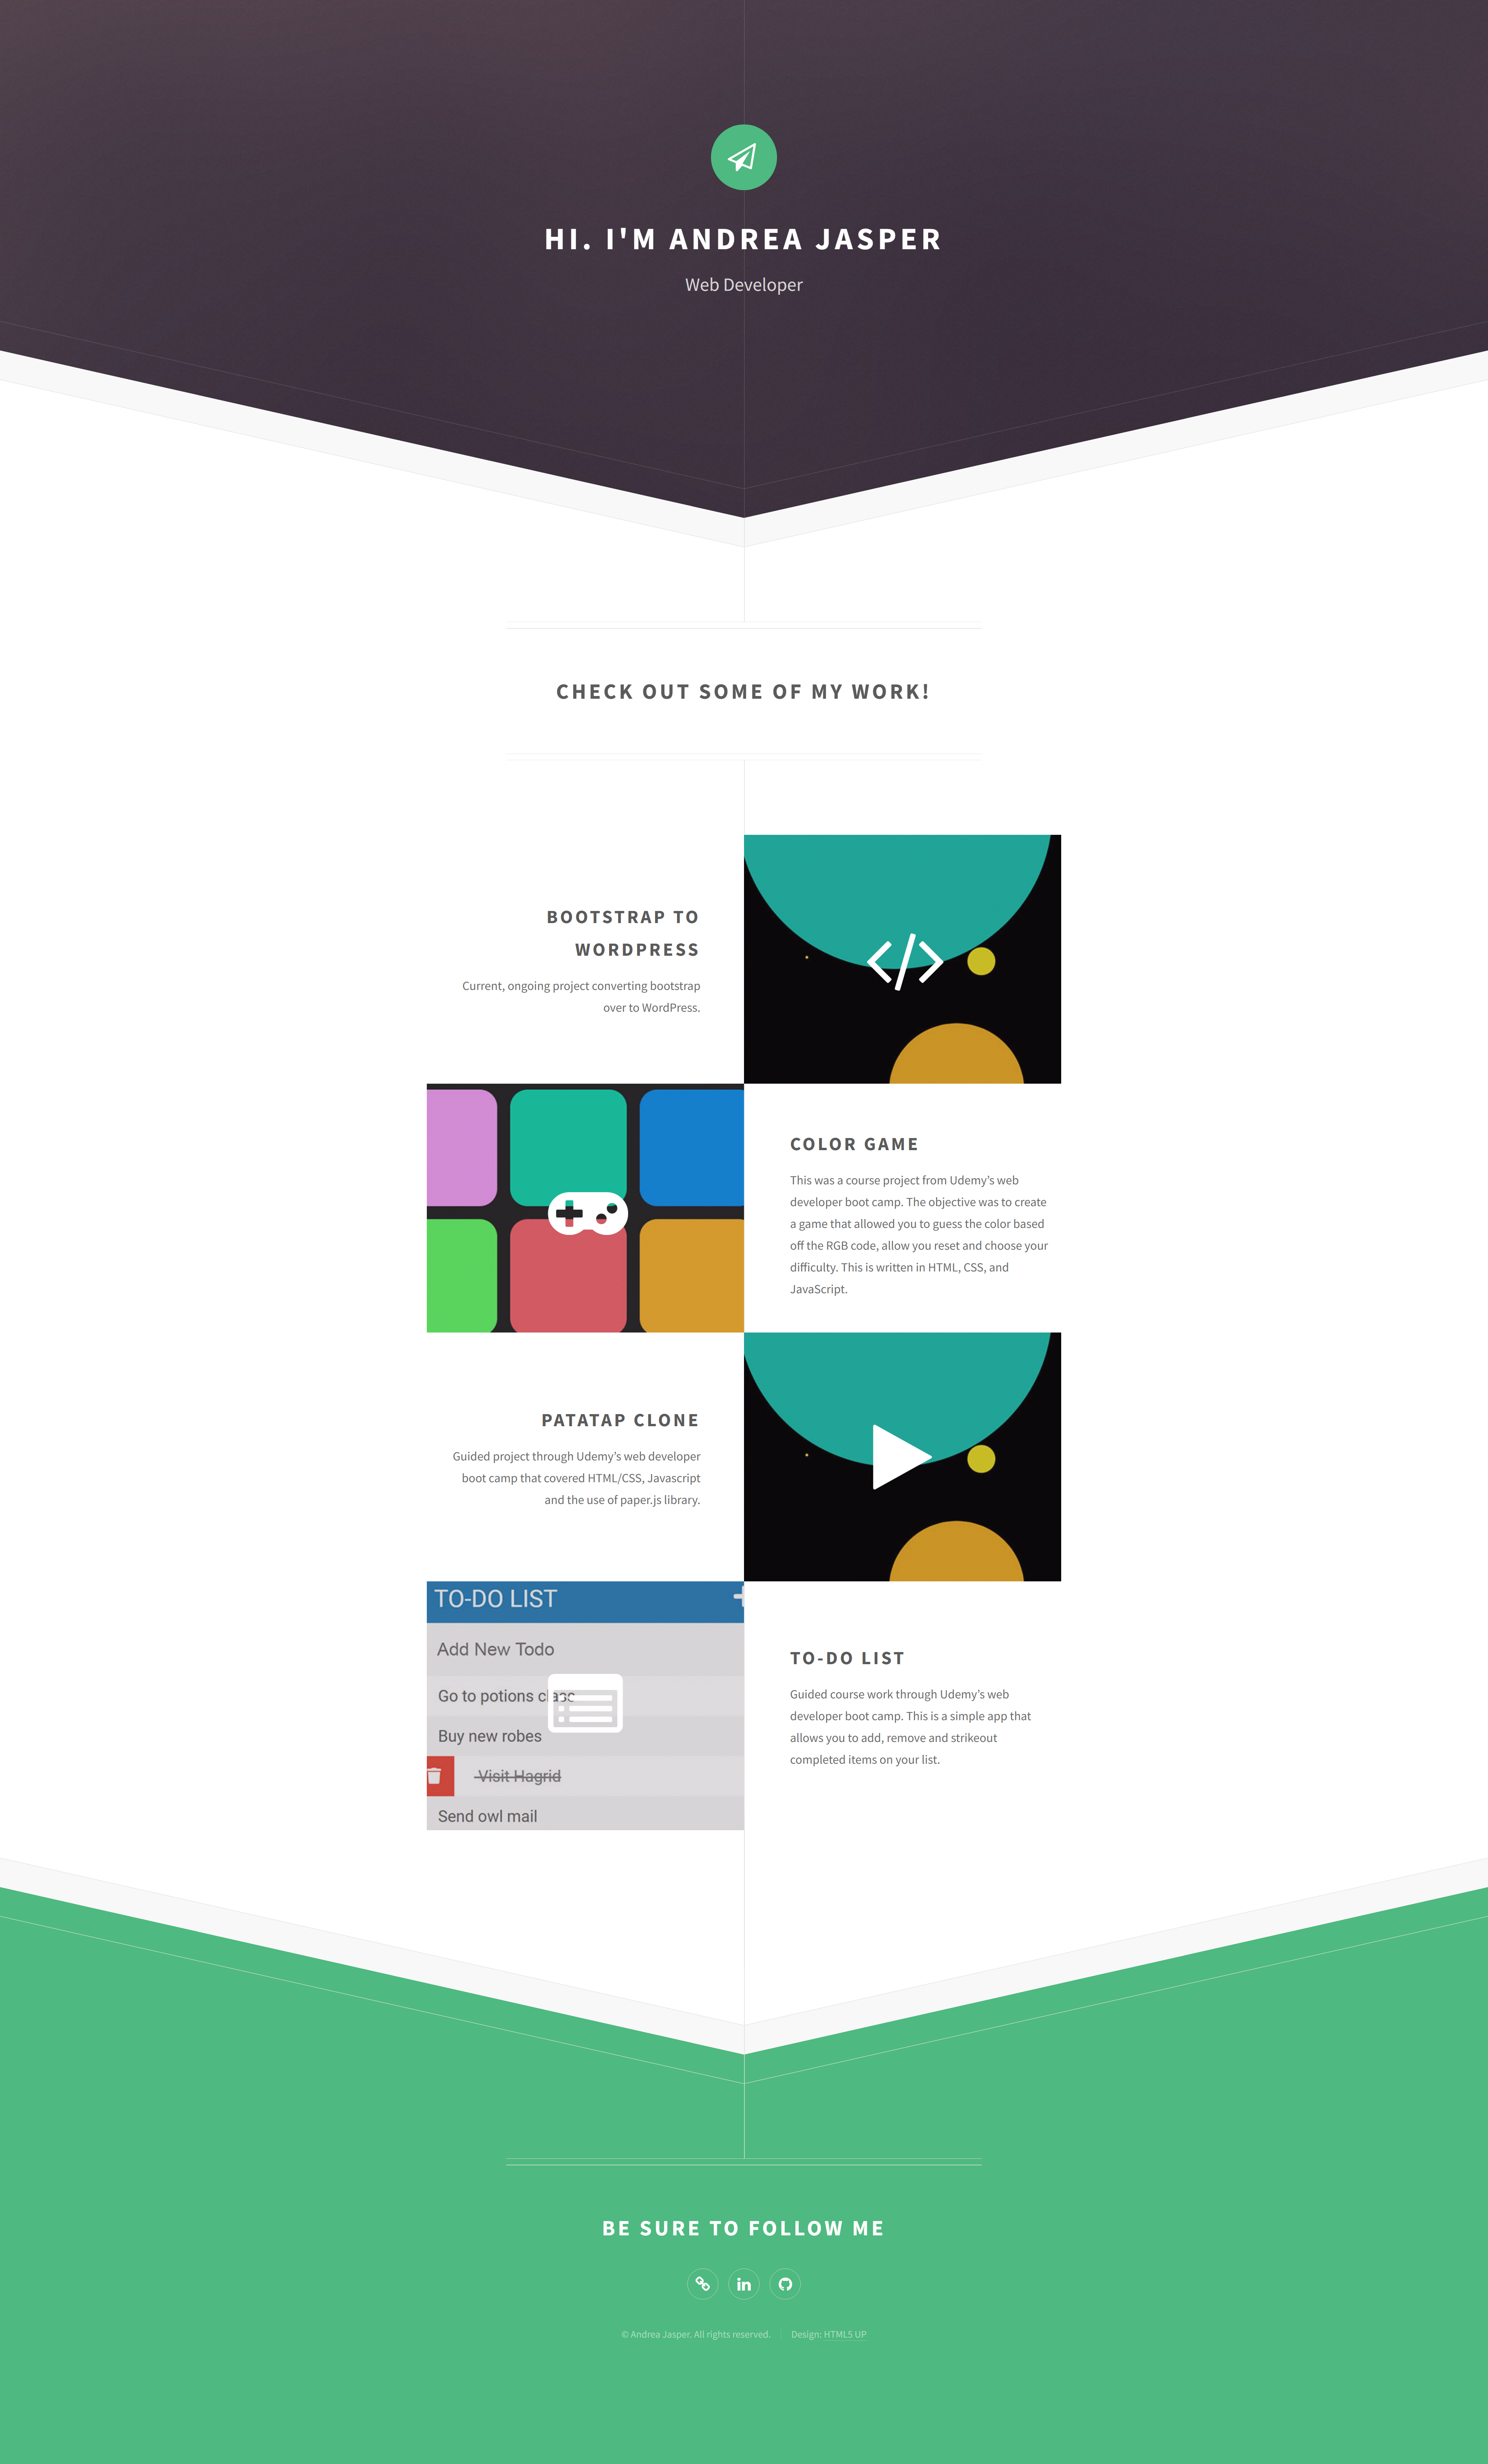 HI. I'M ANDREA JASPER
Web Developer
CHECK OUT SOME OF MY WORK!
BOOTSTRAP TO
WORDPRESS
Current, ongoing project converting bootstrap
over to WordPress.
COLOR GAME
This was a course project from Udemy's web
developer boot camp. The objective was to create
a game that allowed you to guess the color based
off the RGB code, allow you reset and choose your
difficulty. This is written in HTML, CSS, and
JavaScript.
PATATAP CLONE
Guided project through Udemy's web developer
boot camp that covered HTML/CSS, Javascript
and the use of paper.js library.
TO-DO LIST
Add New Todo
Go to potions class
Buy new robes
Visit Hagrid
Send owl mail
TO-DO LIST
Guided course work through Udemy's web
developer boot camp. This is a simple app that
allows you to add, remove and strikeout
completed items on your list.
BE SURE TO FOLLOW ME
© Andrea Jasper. All rights reserved. Design: HTML5 UP